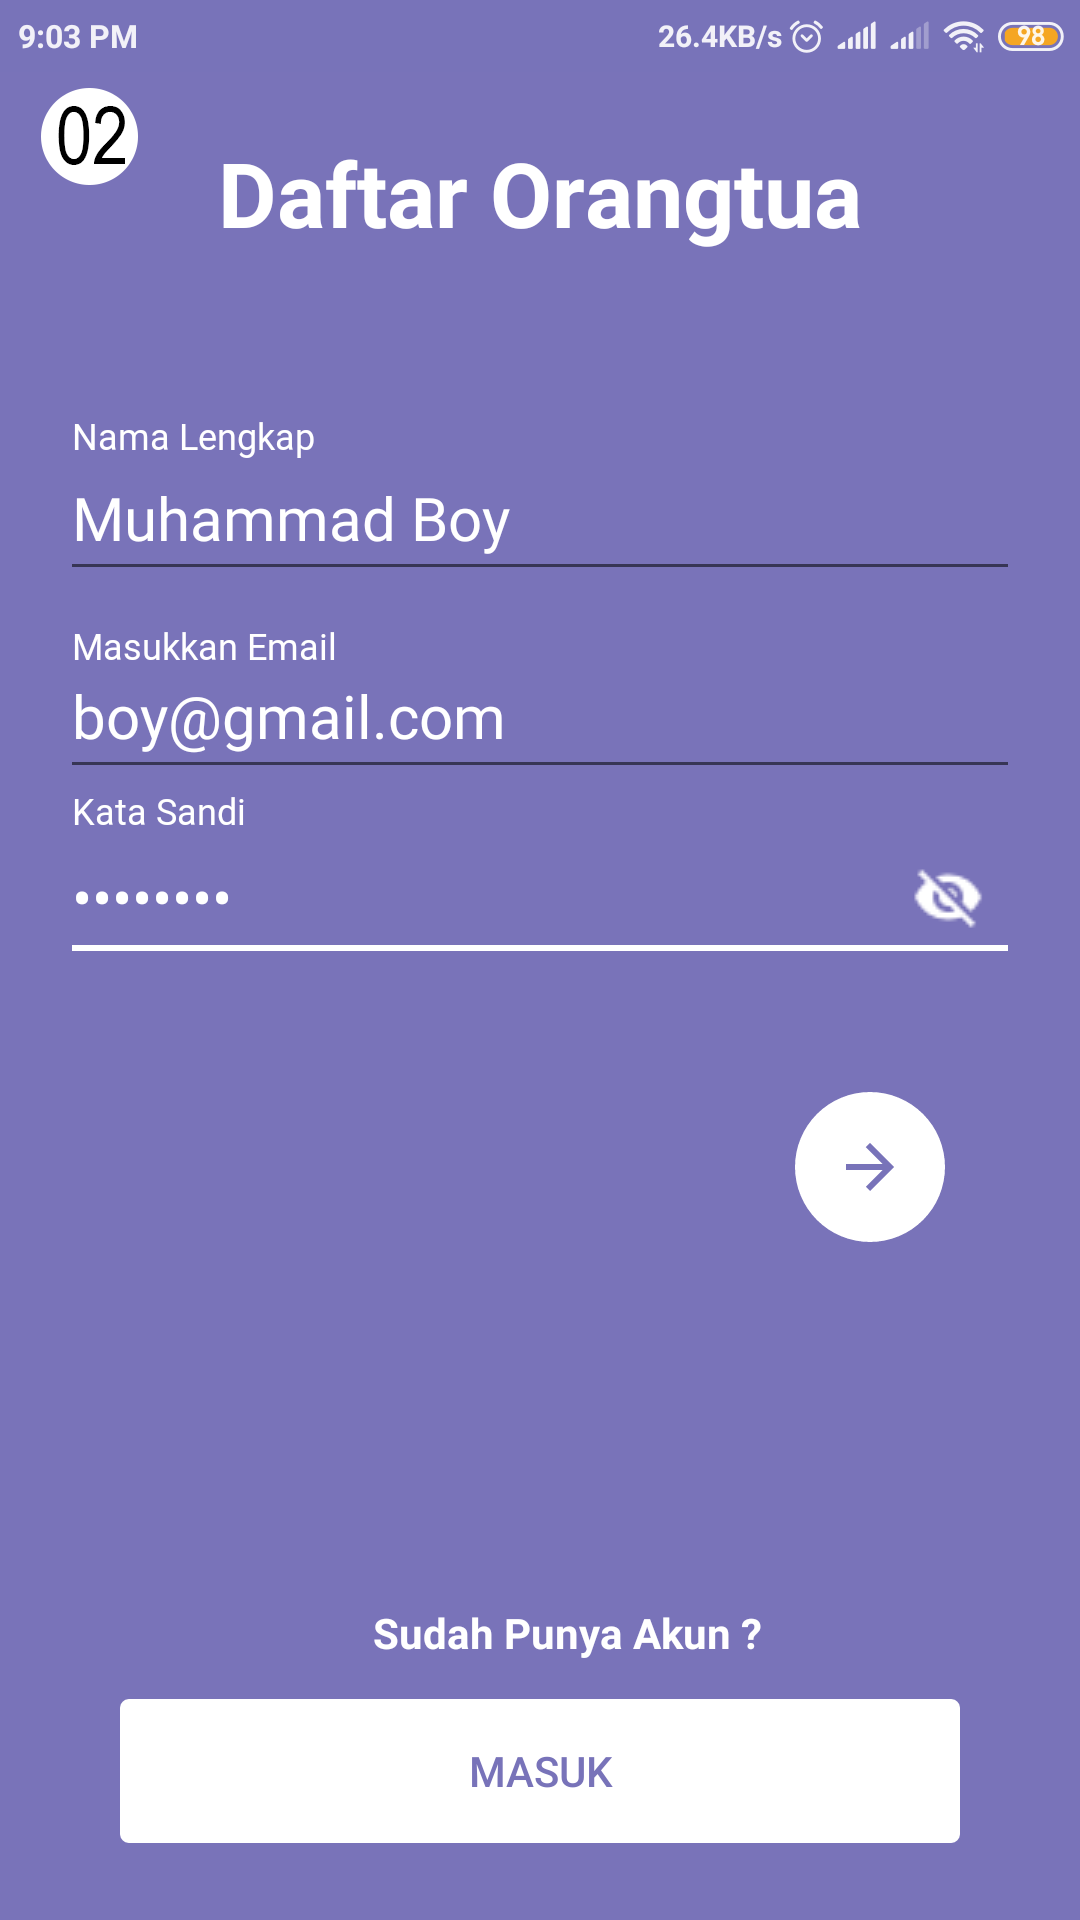 9:03 PM 26.4KB/s 98
02
Daftar Orangtua
Nama Lengkap
Muhammad Boy
Masukkan Email
boy@gmail.com
Kata Sandi
••••••••
Sudah Punya Akun ?
MASUK